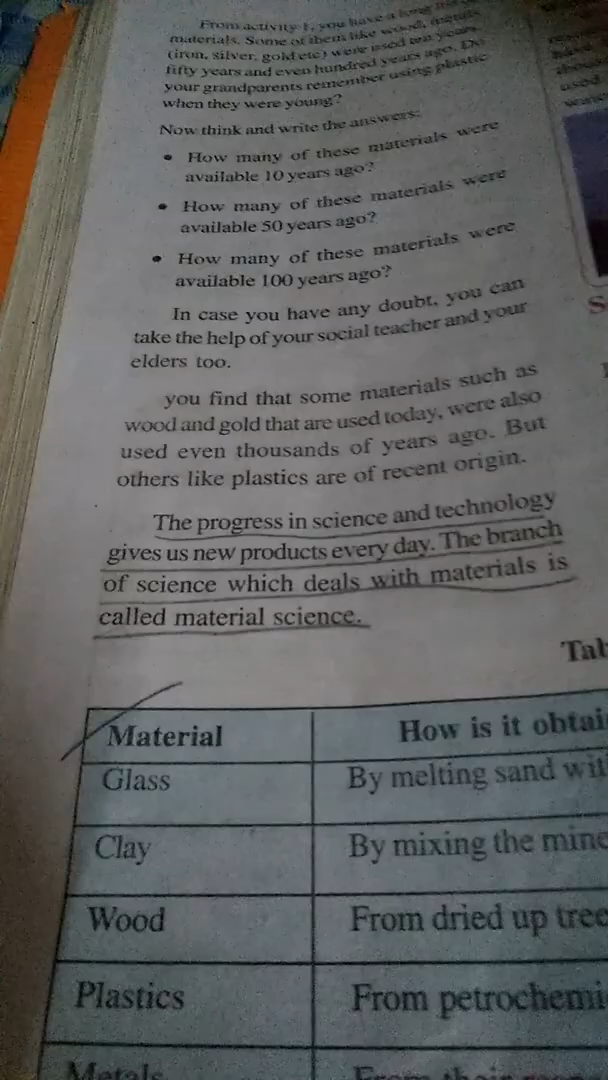 From activity 1, you have a long
materials. Some of them like wood, metals
(iron, silver, gold etc) were used ten years
fifty years and even hundred years ago. Do
your grandparents remember using plastic
when they were young?
Now think and write the answers:
• How many of these materials were
available 10 years ago?
• How many of these materials were
available 50 years ago?
• How many of these materials were
available 100 years ago?
In case you have any doubt, you can
take the help of your social teacher and your
elders too.
you find that some materials such as
wood and gold that are used today, were also
used even thousands of years ago. But
others like plastics are of recent origin.
The progress in science and technology
gives us new products every day. The branch
of science which deals with materials is
called material science.
Tab
Material How is it obtai
Glass By melting sand wit
Clay By mixing the mine
Wood From dried up tree
Plastics From petrochemi
Metals From their